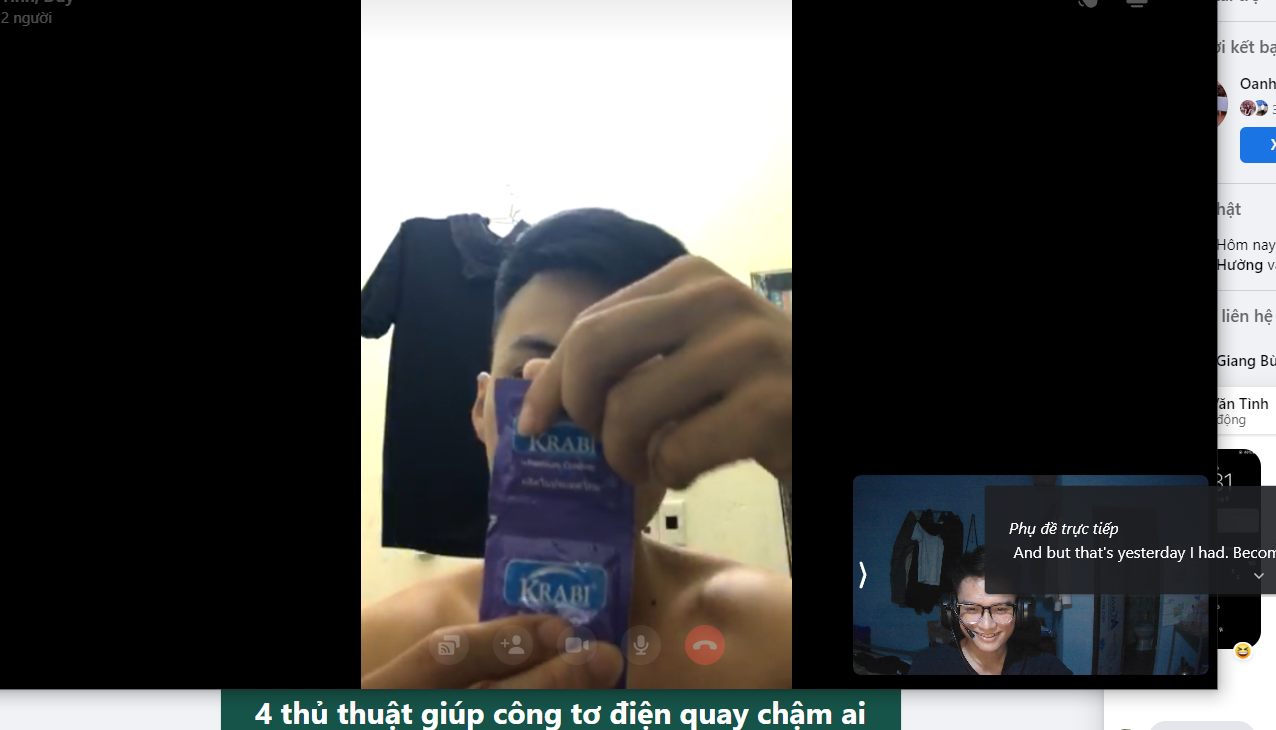 2 người
KRABI
KRABI
Phụ đề trực tiếp
And but that's yesterday I had. Becom
4 thủ thuật giúp công tơ điện quay chậm ai
kết bạ
Oanh
X
hật
Hôm nay
Hường và
liên hệ
Giang Bù
Văn Tình
động
31